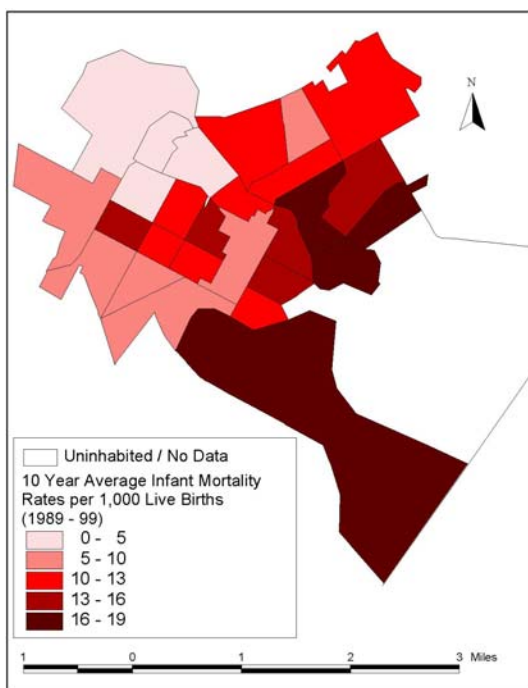 N
Uninhabited / No Data
10 Year Average Infant Mortality
Rates per 1,000 Live Births
(1989 - 99)
0 - 5
5 - 10
10 - 13
13 - 16
16 - 19
1 0 1 2 3 Miles